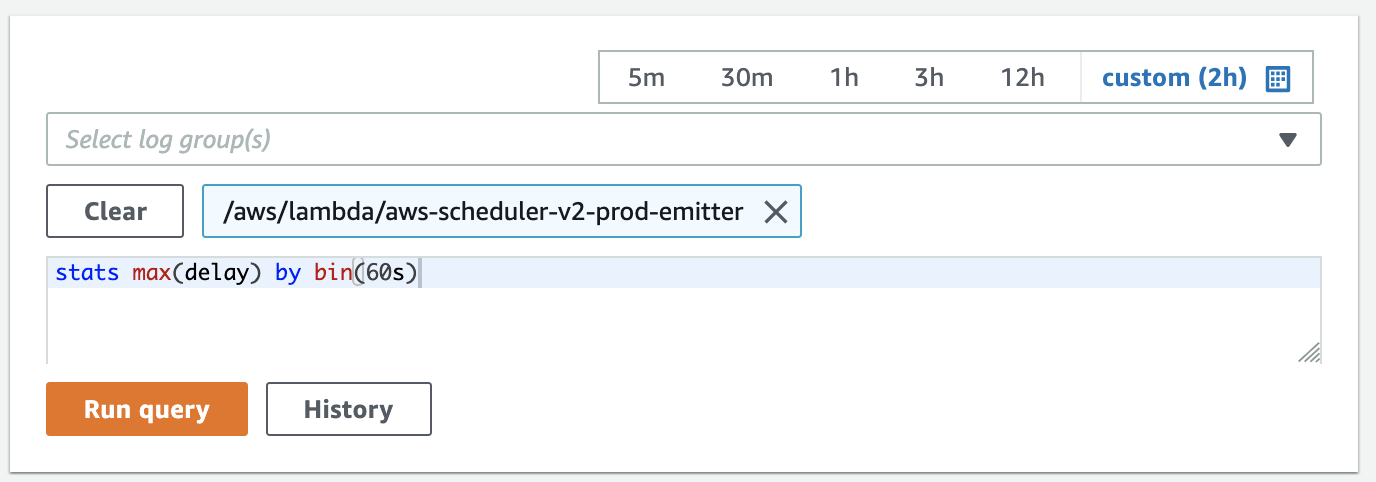 5m 30m 1h 3h 12h custom (2h)
Select log group(s)
Clear /aws/lambda/aws-scheduler-v2-prod-emitter
stats max(delay) by bin(60s)
Run query History